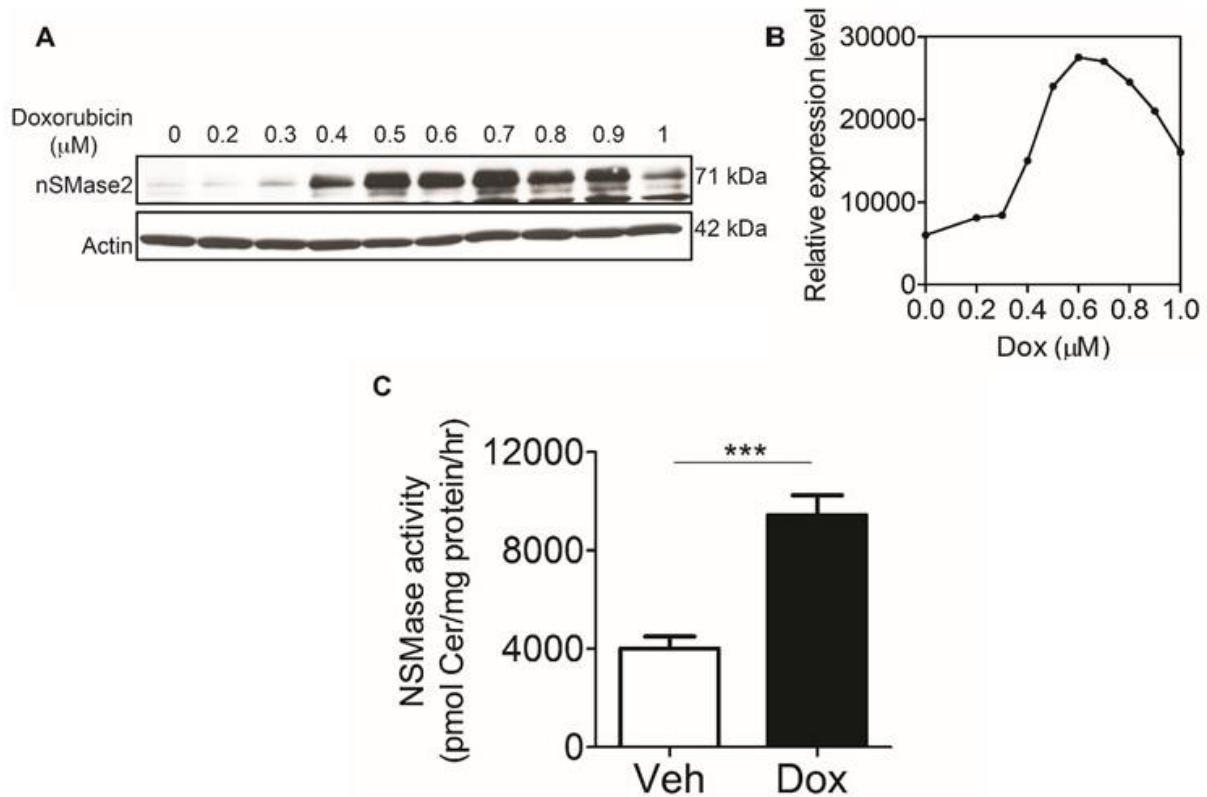 A
Doxorubicin
(μM)
0 0.2 0.3 0.4 0.5 0.6 0.7 0.8 0.9 1
nSMase2
71 kDa
Actin
42 kDa
B
Relative expression level
30000
20000
10000
0
0.0 0.2 0.4 0.6 0.8 1.0
Dox (μM)
C
NSMase activity
(pmol Cer/mg protein/hr)
12000
8000
4000
0
***
Veh Dox